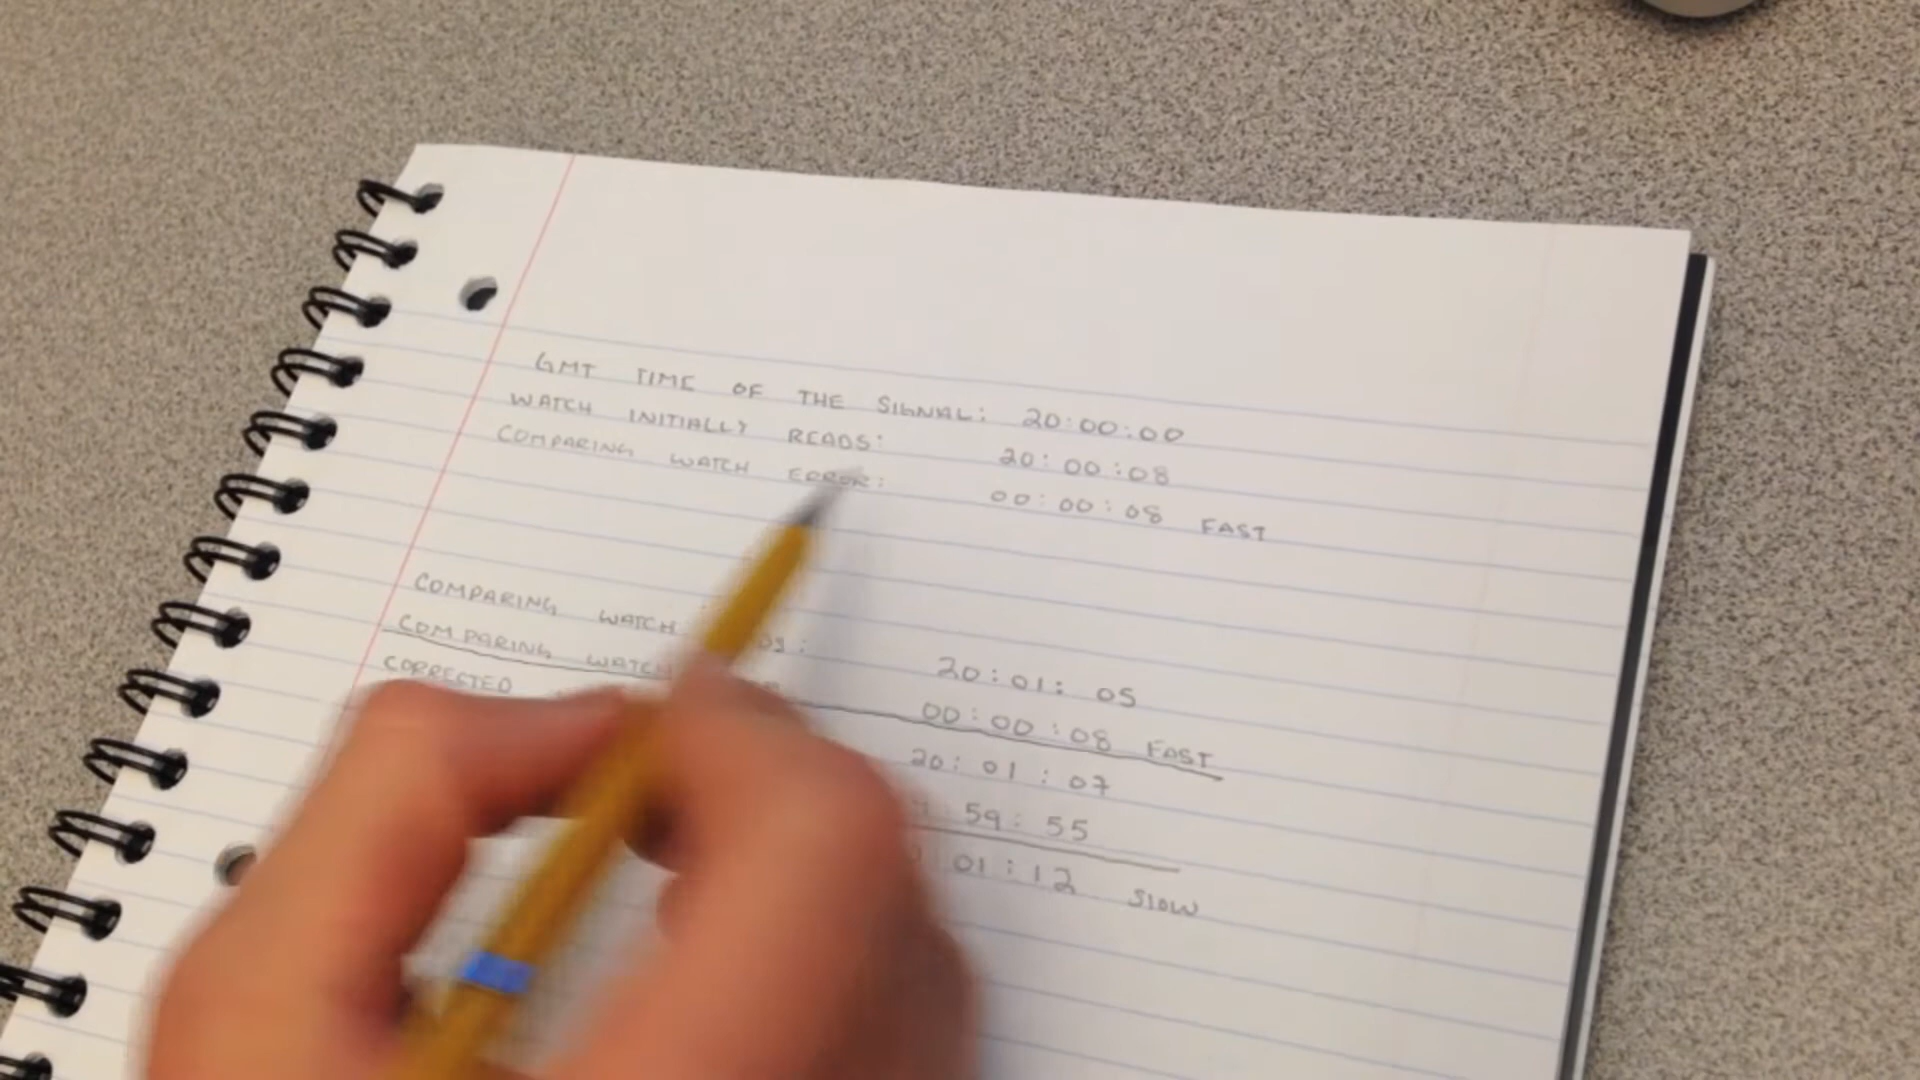 GMT TIME OF THE SIGNAL: 20:00:00
WATCH INITIALLY READS: 20:00:08
COMPARING WATCH ERROR: 00:00:08 FAST
COMPARING WATCH 20:01:05
COMPARING WATCH 00:00:08 FAST
CORRECTED 20:01:07
59:55
01:12 SLOW